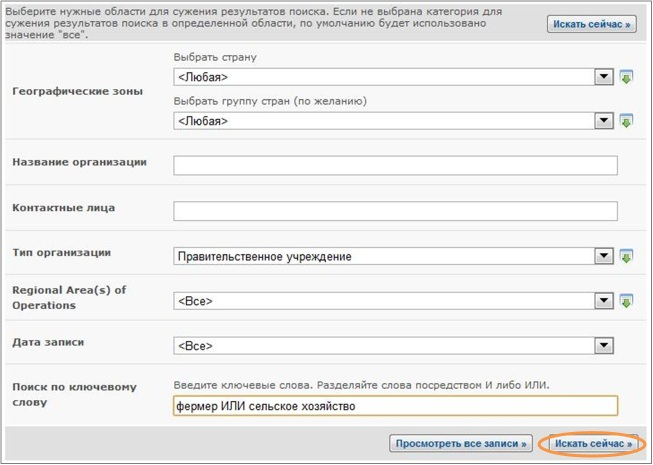 Выберите нужные области для сужения результатов поиска. Если не выбрана категория для
сужения результатов поиска в определенной области, по умолчанию будет использовано
значение "все".
Искать сейчас »
Географические зоны
Выбрать страну
<Любая>
Выбрать группу стран (по желанию)
<Любая>
Название организации
Контактные лица
Тип организации
Правительственное учреждение
Regional Area(s) of
Operations
<Все>
Дата записи
<Все>
Поиск по ключевому
слову
Введите ключевые слова. Разделяйте слова посредством И либо ИЛИ.
фермер ИЛИ сельское хозяйство
Просмотреть все записи »
Искать сейчас »